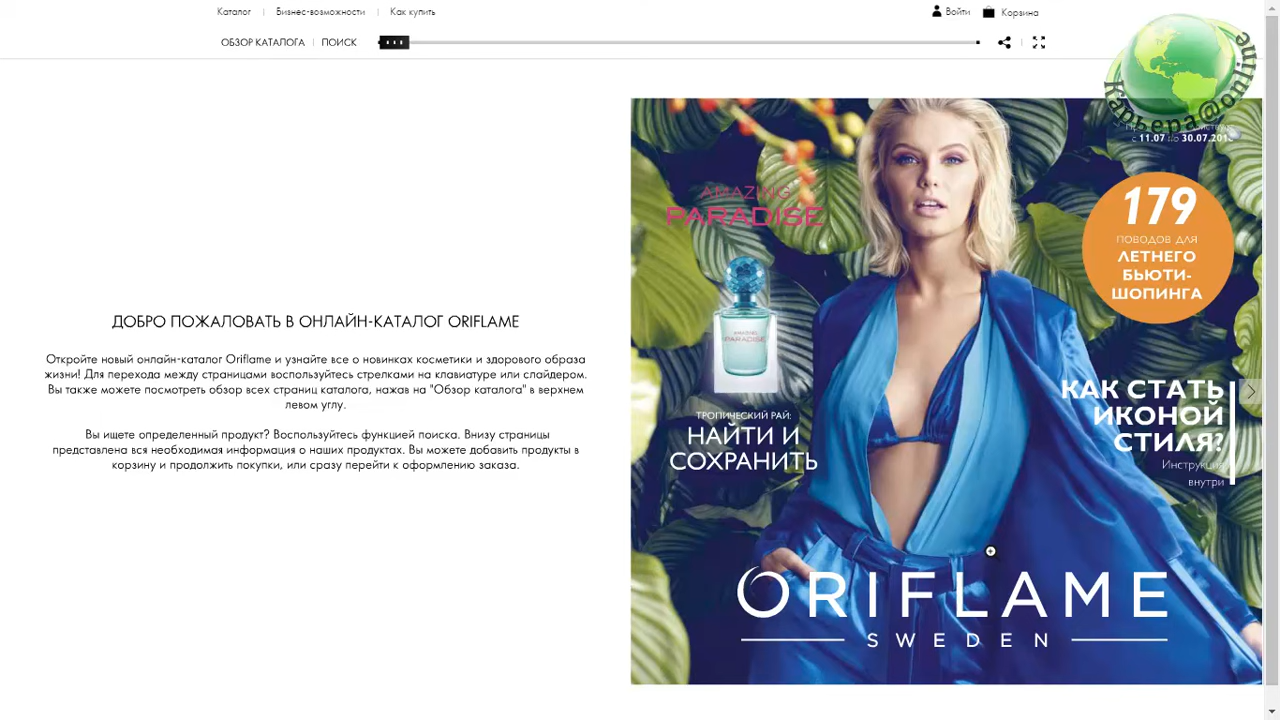 Каталог
Бизнес-возможности
Как купить
Войти
Корзина
ОБЗОР КАТАЛОГА
ПОИСК
Карьера@online
с 11.07 по 30.07.201
AMAZING
PARADISE
179
ПОВОДОВ ДЛЯ
ЛЕТНЕГО
БЬЮТИ-
ШОПИНГА
AMAZING
PARADISE
ДОБРО ПОЖАЛОВАТЬ В ОНЛАЙН-КАТАЛОГ ORIFLAME
Откройте новый онлайн-каталог Oriflame и узнайте все о новинках косметики и здорового образа
жизни! Для перехода между страницами воспользуйтесь стрелками на клавиатуре или слайдером.
Вы также можете посмотреть обзор всех страниц каталога, нажав на "Обзор каталога" в верхнем
левом углу.
Вы ищете определенный продукт? Воспользуйтесь функцией поиска. Внизу страницы
представлена вся необходимая информация о наших продуктах. Вы можете добавить продукты в
корзину и продолжить покупки, или сразу перейти к оформлению заказа.
ТРОПИЧЕСКИЙ РАЙ:
НАЙТИ И
СОХРАНИТЬ
КАК СТАТЬ
ИКОНОЙ
СТИЛЯ?
Инструкция
внутри
ORIFLAME
SWEDEN